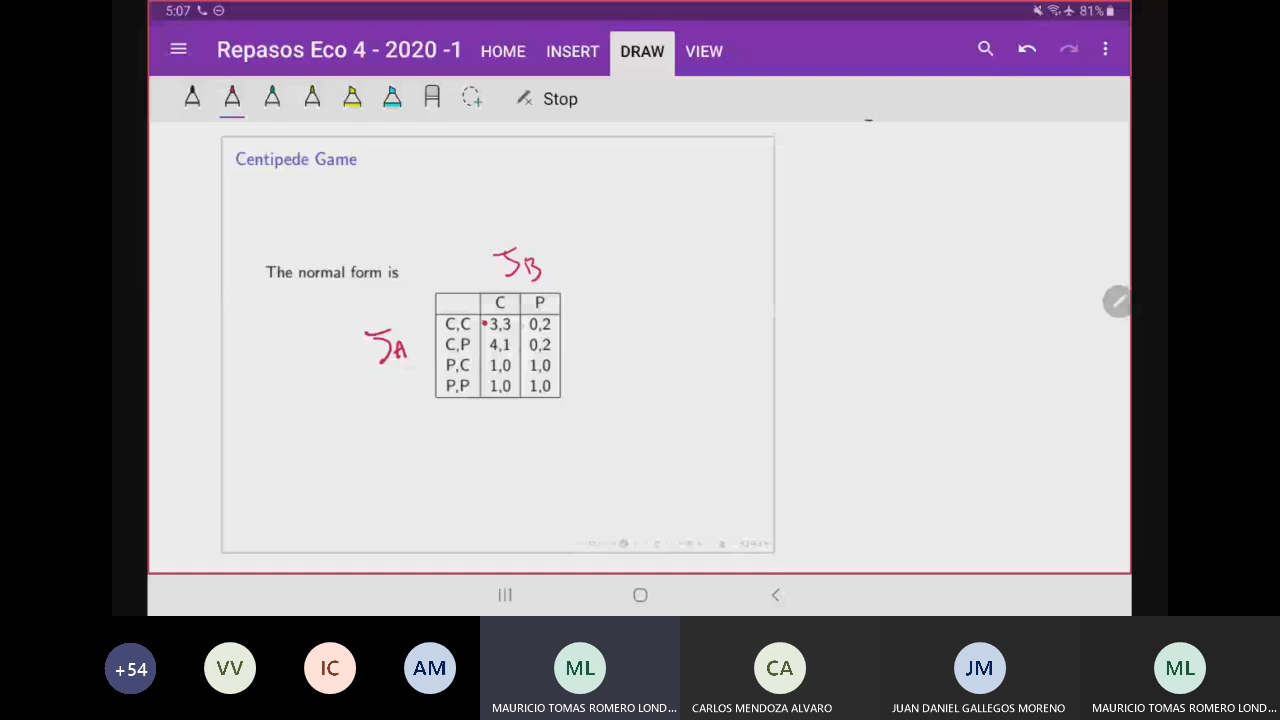 5:07
81%
Repasos Eco 4 - 2020 -1 HOME INSERT DRAW VIEW
Stop
Centipede Game
The normal form is
JB
JA
C P
C,C 3,3 0,2
C,P 4,1 0,2
P,C 1,0 1,0
P,P 1,0 1,0
+54 VV IC AM ML CA JM ML
MAURICIO TOMAS ROMERO LOND... CARLOS MENDOZA ALVARO JUAN DANIEL GALLEGOS MORENO MAURICIO TOMAS ROMERO LOND...